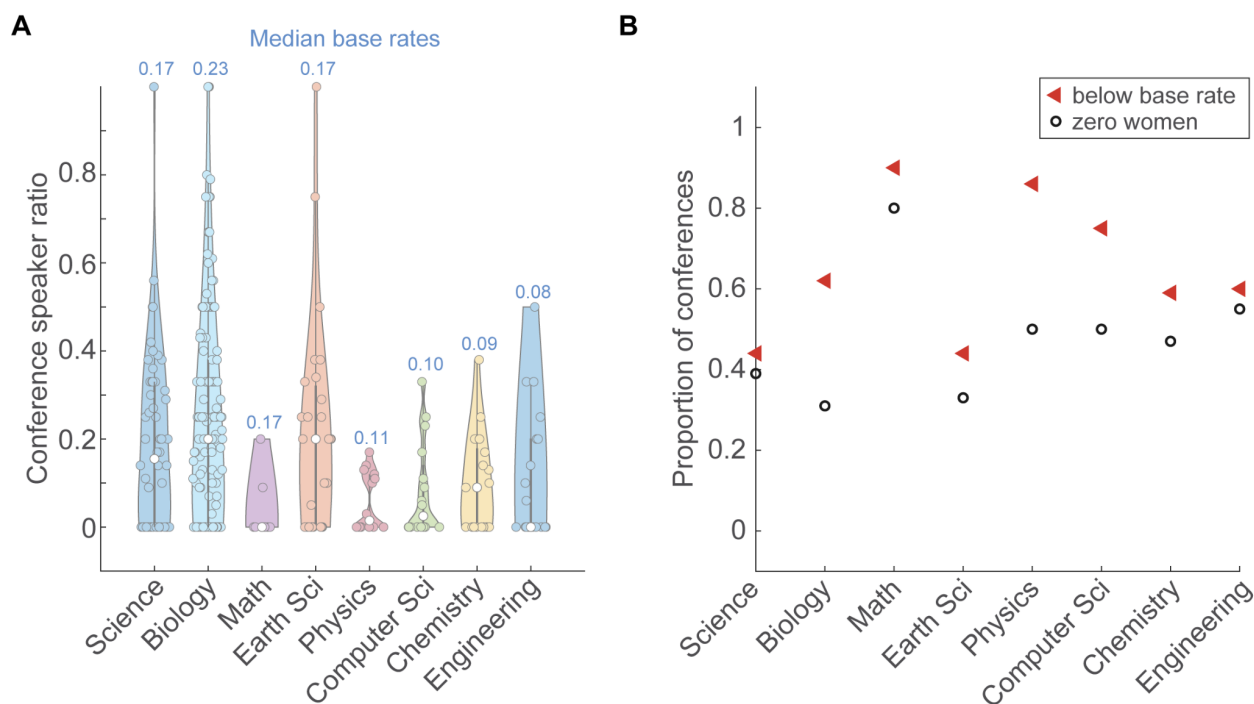 A
Median base rates
0.17
0.23
0.17
0.17
0.11
0.10
0.09
0.08
Conference speaker ratio
0.8
0.6
0.4
0.2
0
Science
Biology
Math
Earth Sci
Physics
Computer Sci
Chemistry
Engineering
B
below base rate
zero women
Proportion of conferences
1
0.8
0.6
0.4
0.2
0
Science
Biology
Math
Earth Sci
Physics
Computer Sci
Chemistry
Engineering